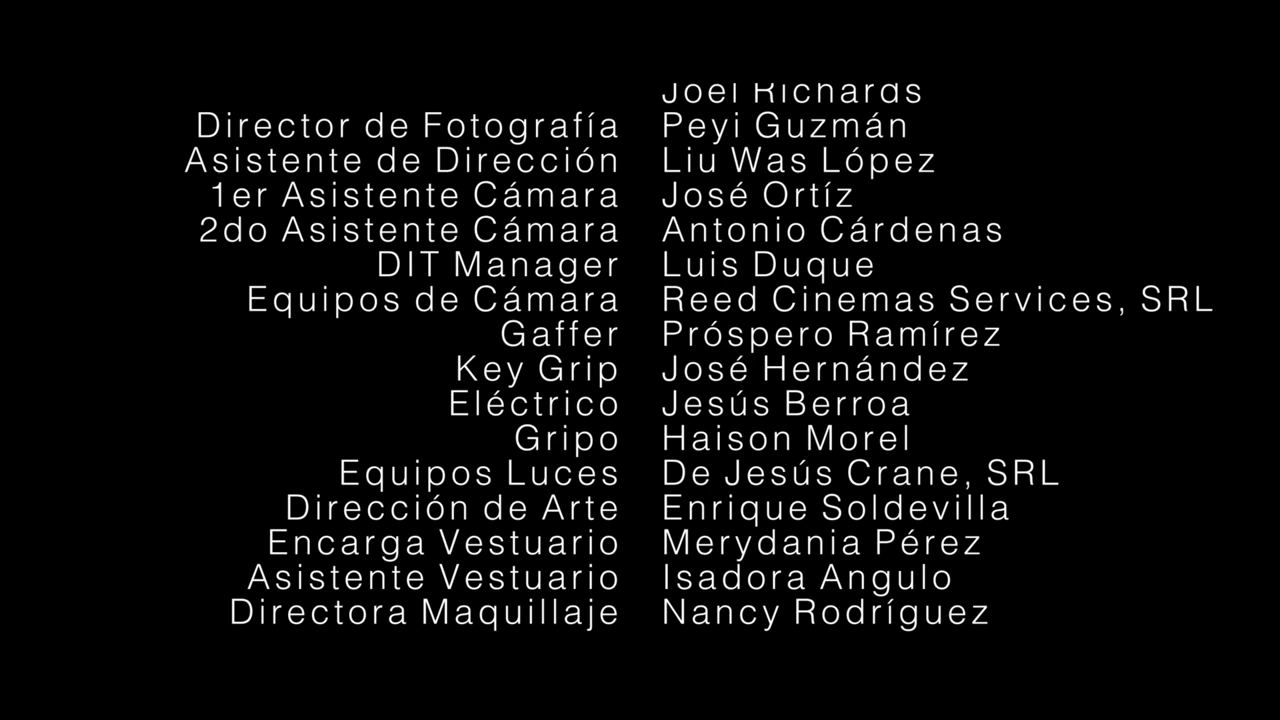 Joel Richards
Director de Fotografía Peyi Guzmán
Asistente de Dirección Liu Was López
1er Asistente Cámara José Ortíz
2do Asistente Cámara Antonio Cárdenas
DIT Manager Luis Duque
Equipos de Cámara Reed Cinemas Services, SRL
Gaffer Próspero Ramírez
Key Grip José Hernández
Eléctrico Jesús Berroa
Gripo Haison Morel
Equipos Luces De Jesús Crane, SRL
Dirección de Arte Enrique Soldevilla
Encarga Vestuario Merydania Pérez
Asistente Vestuario Isadora Angulo
Directora Maquillaje Nancy Rodríguez